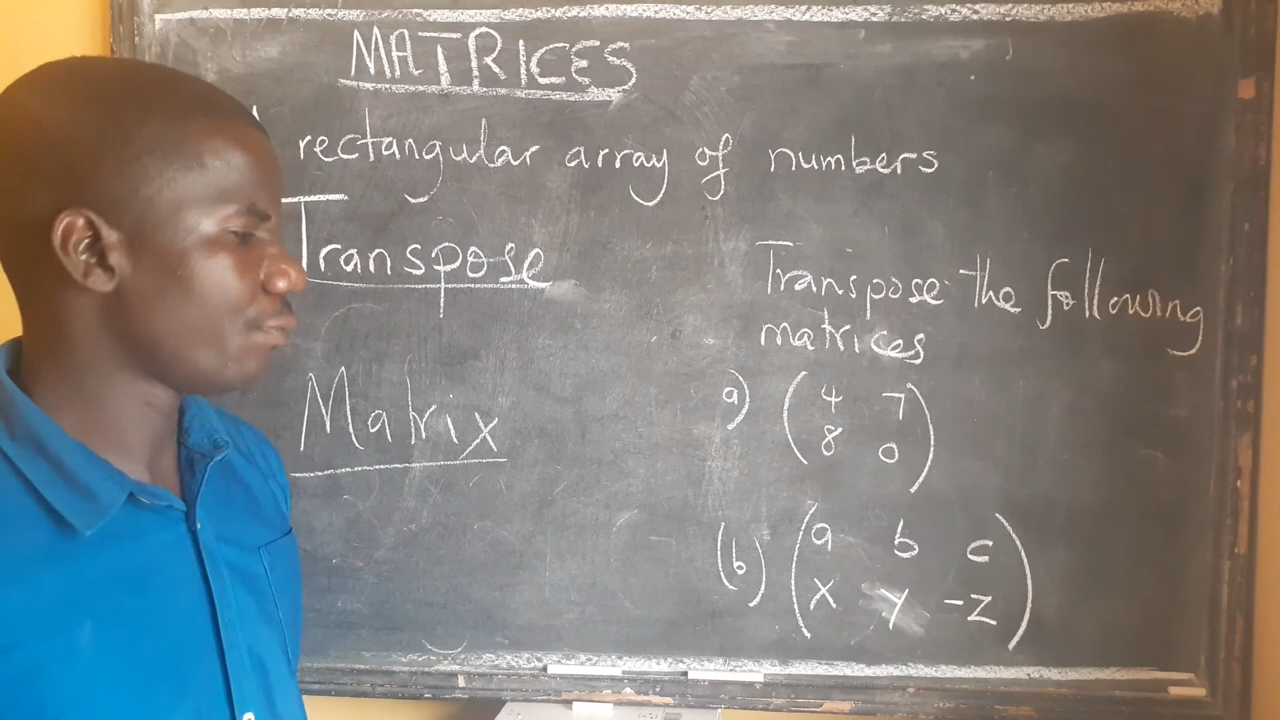 MATRICES
rectangular array of numbers
Transpose
Transpose the following
matrices
Matrix
a) ( 4 7
8 0 )
(b) ( a b c
x y -z )